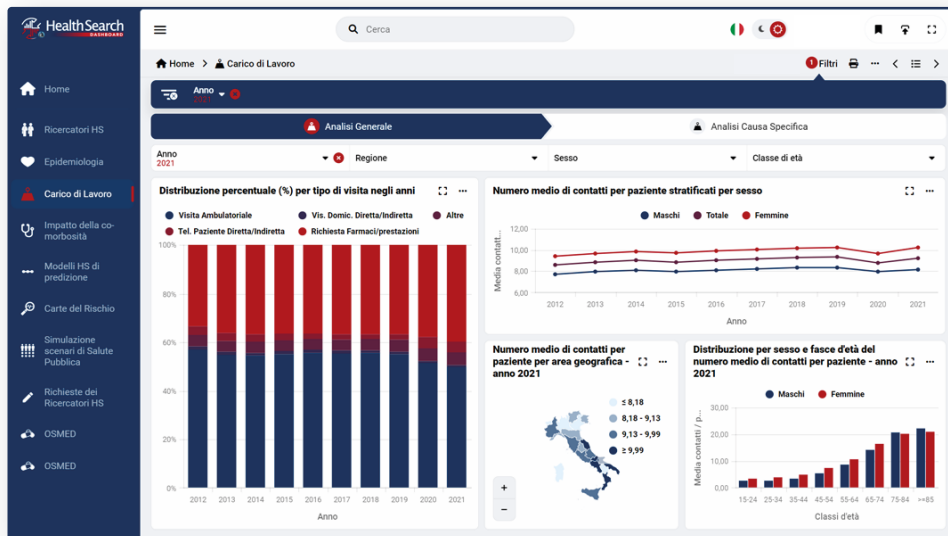 HealthSearch
DASHBOARD
Cerca
Home
Carico di Lavoro
1
Filtri
Anno
2021
Home
Ricercatori HS
Epidemiologia
Carico di Lavoro
Impatto della co-
morbosità
Modelli HS di
predizione
Carte del Rischio
Simulazione
scenari di Salute
Pubblica
Richieste dei
Ricercatori HS
OSMED
OSMED
Analisi Generale
Analisi Causa Specifica
Anno
2021
Regione
Sesso
Classe di età
Distribuzione percentuale (%) per tipo di visita negli anni
Visita Ambulatoriale
Vis. Domic. Diretta/Indiretta
Altre
Tel. Paziente Diretta/Indiretta
Richiesta Farmaci/prestazioni
100%
80%
60%
40%
20%
0%
2012 2013 2014 2015 2016 2017 2018 2019 2020 2021
Anno
Numero medio di contatti per paziente stratificati per sesso
Maschi
Totale
Femmine
Media contatt...
12,00
10,00
8,00
6,00
2012 2013 2014 2015 2016 2017 2018 2019 2020 2021
Anno
Numero medio di contatti per
paziente per area geografica -
anno 2021
≤ 8,18
8,18 - 9,13
9,13 - 9,99
≥ 9,99
+
−
Distribuzione per sesso e fasce d'età del
numero medio di contatti per paziente - anno
2021
Maschi
Femmine
Media contatti / p...
30,00
20,00
10,00
0,00
15-24 25-34 35-44 45-54 55-64 65-74 75-84 >=85
Classi d'età